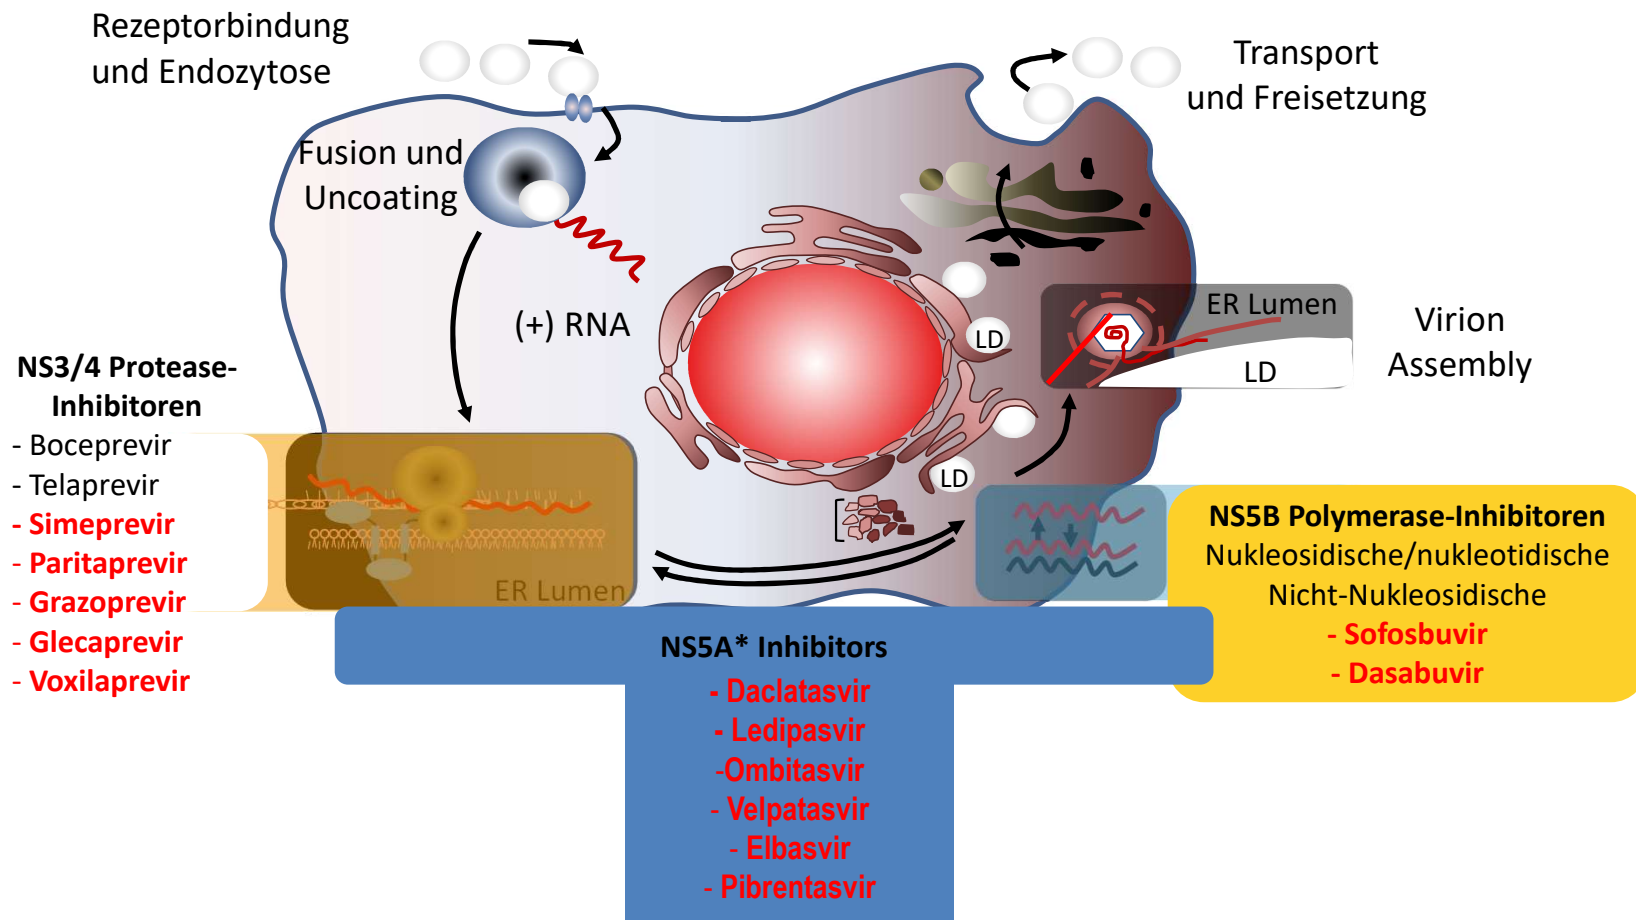 Rezeptorbindung
und Endozytose
Transport
und Freisetzung
Fusion und
Uncoating
(+) RNA
ER Lumen
LD
Virion
Assembly
LD
LD
NS3/4 Protease-
Inhibitoren
- Boceprevir
- Telaprevir
- Simeprevir
- Paritaprevir
- Grazoprevir
- Glecaprevir
- Voxilaprevir
ER Lumen
NS5B Polymerase-Inhibitoren
Nukleosidische/nukleotidische
Nicht-Nukleosidische
- Sofosbuvir
- Dasabuvir
NS5A* Inhibitors
- Daclatasvir
- Ledipasvir
-Ombitasvir
- Velpatasvir
- Elbasvir
- Pibrentasvir